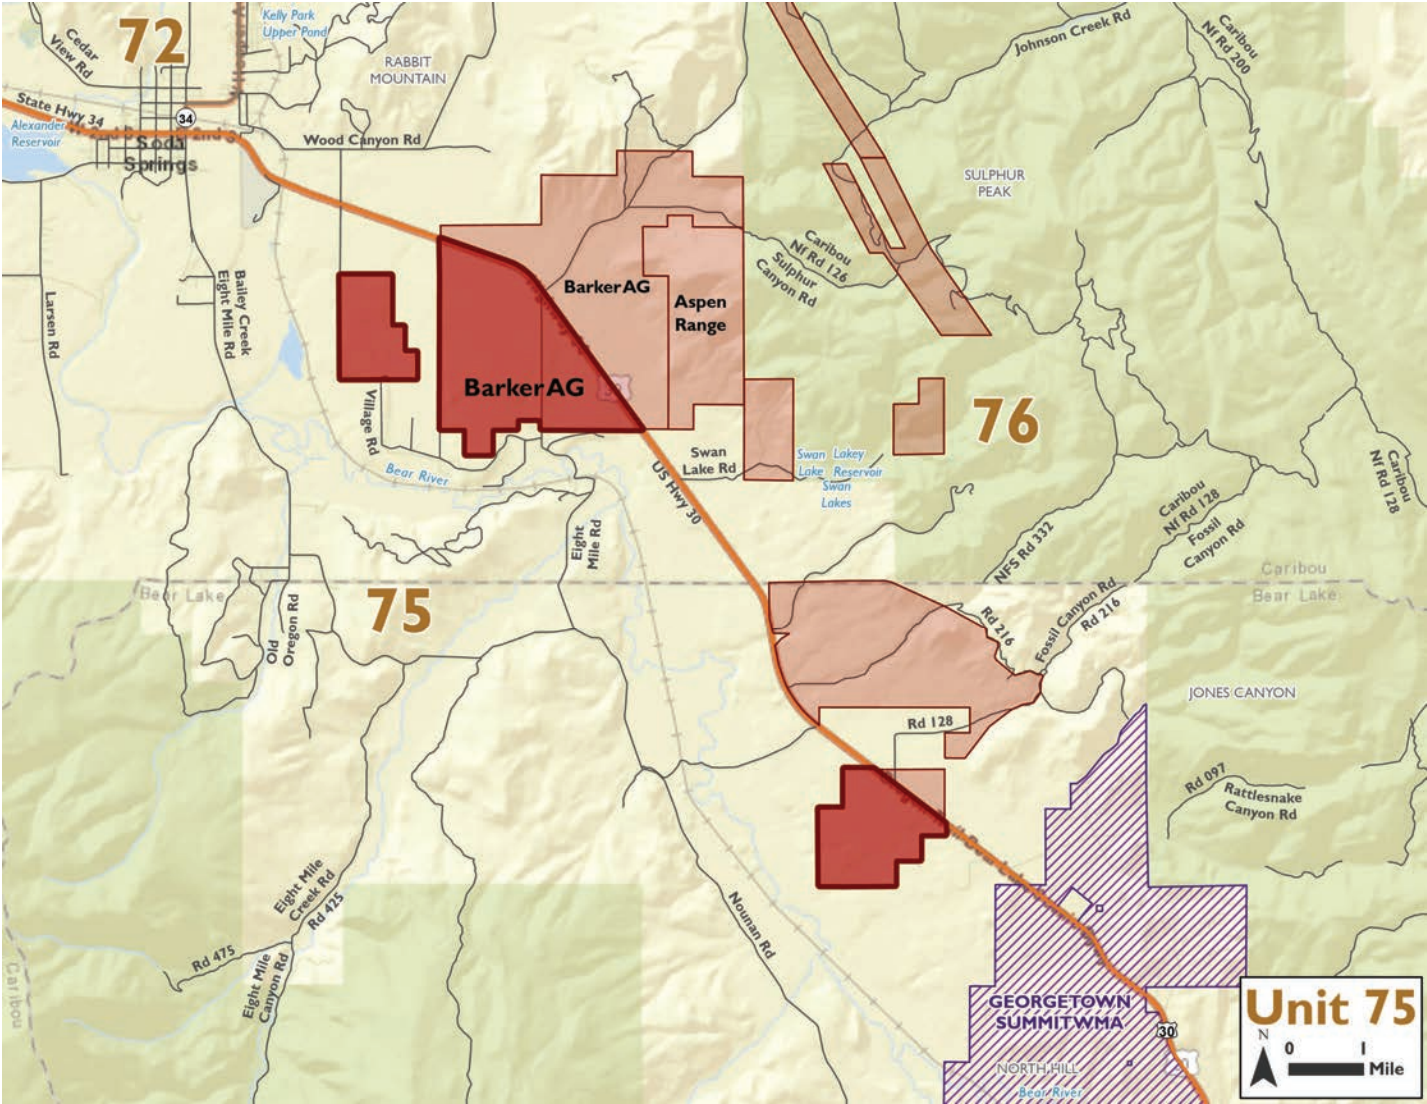 Kelly Park
Upper Pond
72
Cedar
View Rd
RABBIT
MOUNTAIN
Johnson Creek Rd
Caribou
Nf Rd 200
State Hwy 34
34
Alexander
Reservoir
Soda
Springs
Wood Canyon Rd
SULPHUR
PEAK
Caribou
Nf Rd 126
Sulphur
Canyon Rd
Bailey Creek
Eight Mile Rd
Larsen Rd
Barker AG
Aspen
Range
Barker AG
30
Village Rd
76
Swan
Lake Rd
Swan Lakey
Lake Reservoir
Swan
Lakes
Bear River
US Hwy 30
Caribou
Nf Rd 128
Caribou
Nf Rd 128
Fossil
Canyon Rd
Eight
Mile Rd
NFS Rd 332
Caribou
Bear Lake
Bear Lake
75
Old
Oregon Rd
Rd 216
Fossil Canyon Rd
Rd 216
JONES CANYON
Rd 128
Rd 097
Rattlesnake
Canyon Rd
Eight Mile
Creek Rd
Rd 425
Nounan Rd
Rd 475
Eight Mile
Canyon Rd
Caribou
GEORGETOWN
SUMMIT WMA
30
NORTH HILL
Bear River
Unit 75
N
0 1
Mile